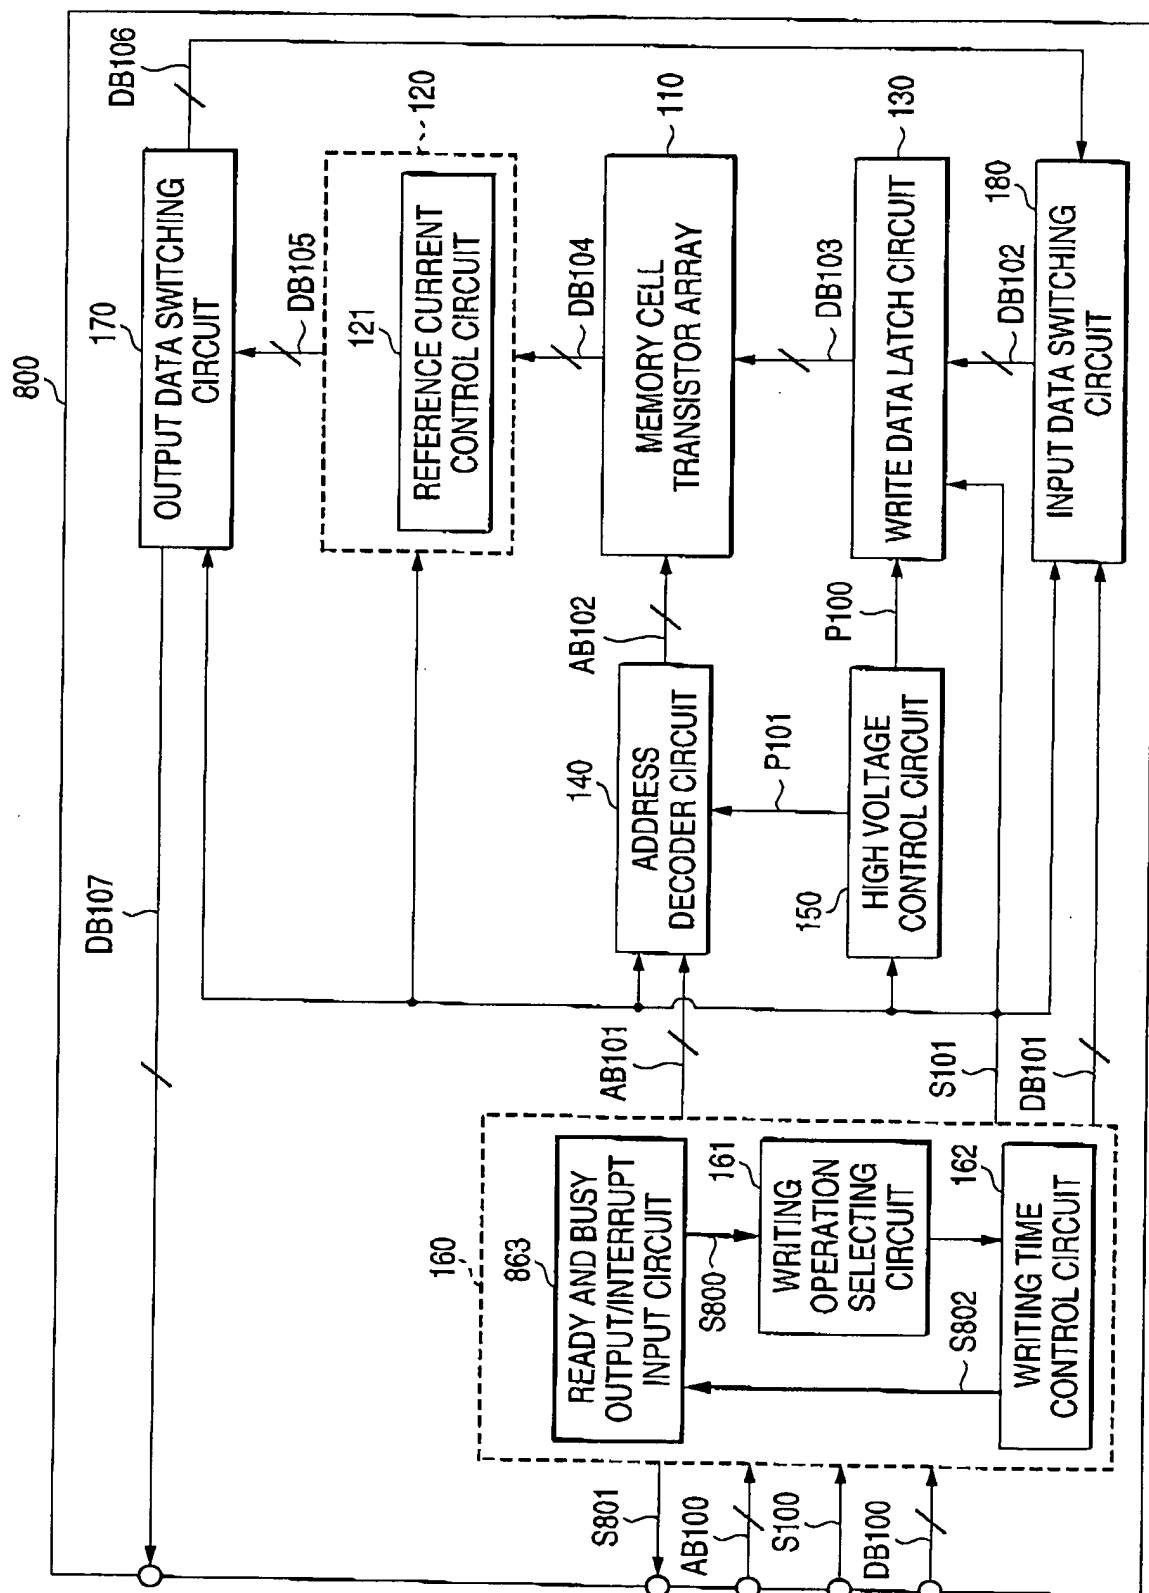 800
DB107
170
OUTPUT DATA SWITCHING
CIRCUIT
DB106
DB105
120
121
REFERENCE CURRENT
CONTROL CIRCUIT
DB104
110
MEMORY CELL
TRANSISTOR ARRAY
AB102
140
ADDRESS
DECODER CIRCUIT
AB101
P101
DB103
130
WRITE DATA LATCH CIRCUIT
P100
150
HIGH VOLTAGE
CONTROL CIRCUIT
DB102
180
INPUT DATA SWITCHING
CIRCUIT
S101
DB101
160
863
READY AND BUSY
OUTPUT/INTERRUPT
INPUT CIRCUIT
S800
161
WRITING
OPERATION
SELECTING
CIRCUIT
S802
162
WRITING TIME
CONTROL CIRCUIT
S801
AB100
S100
DB100